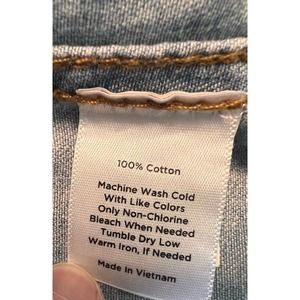 100% Cotton
Machine Wash Cold
With Like Colors
Only Non-Chlorine
Bleach When Needed
Tumble Dry Low
Warm Iron, If Needed
Made In Vietnam